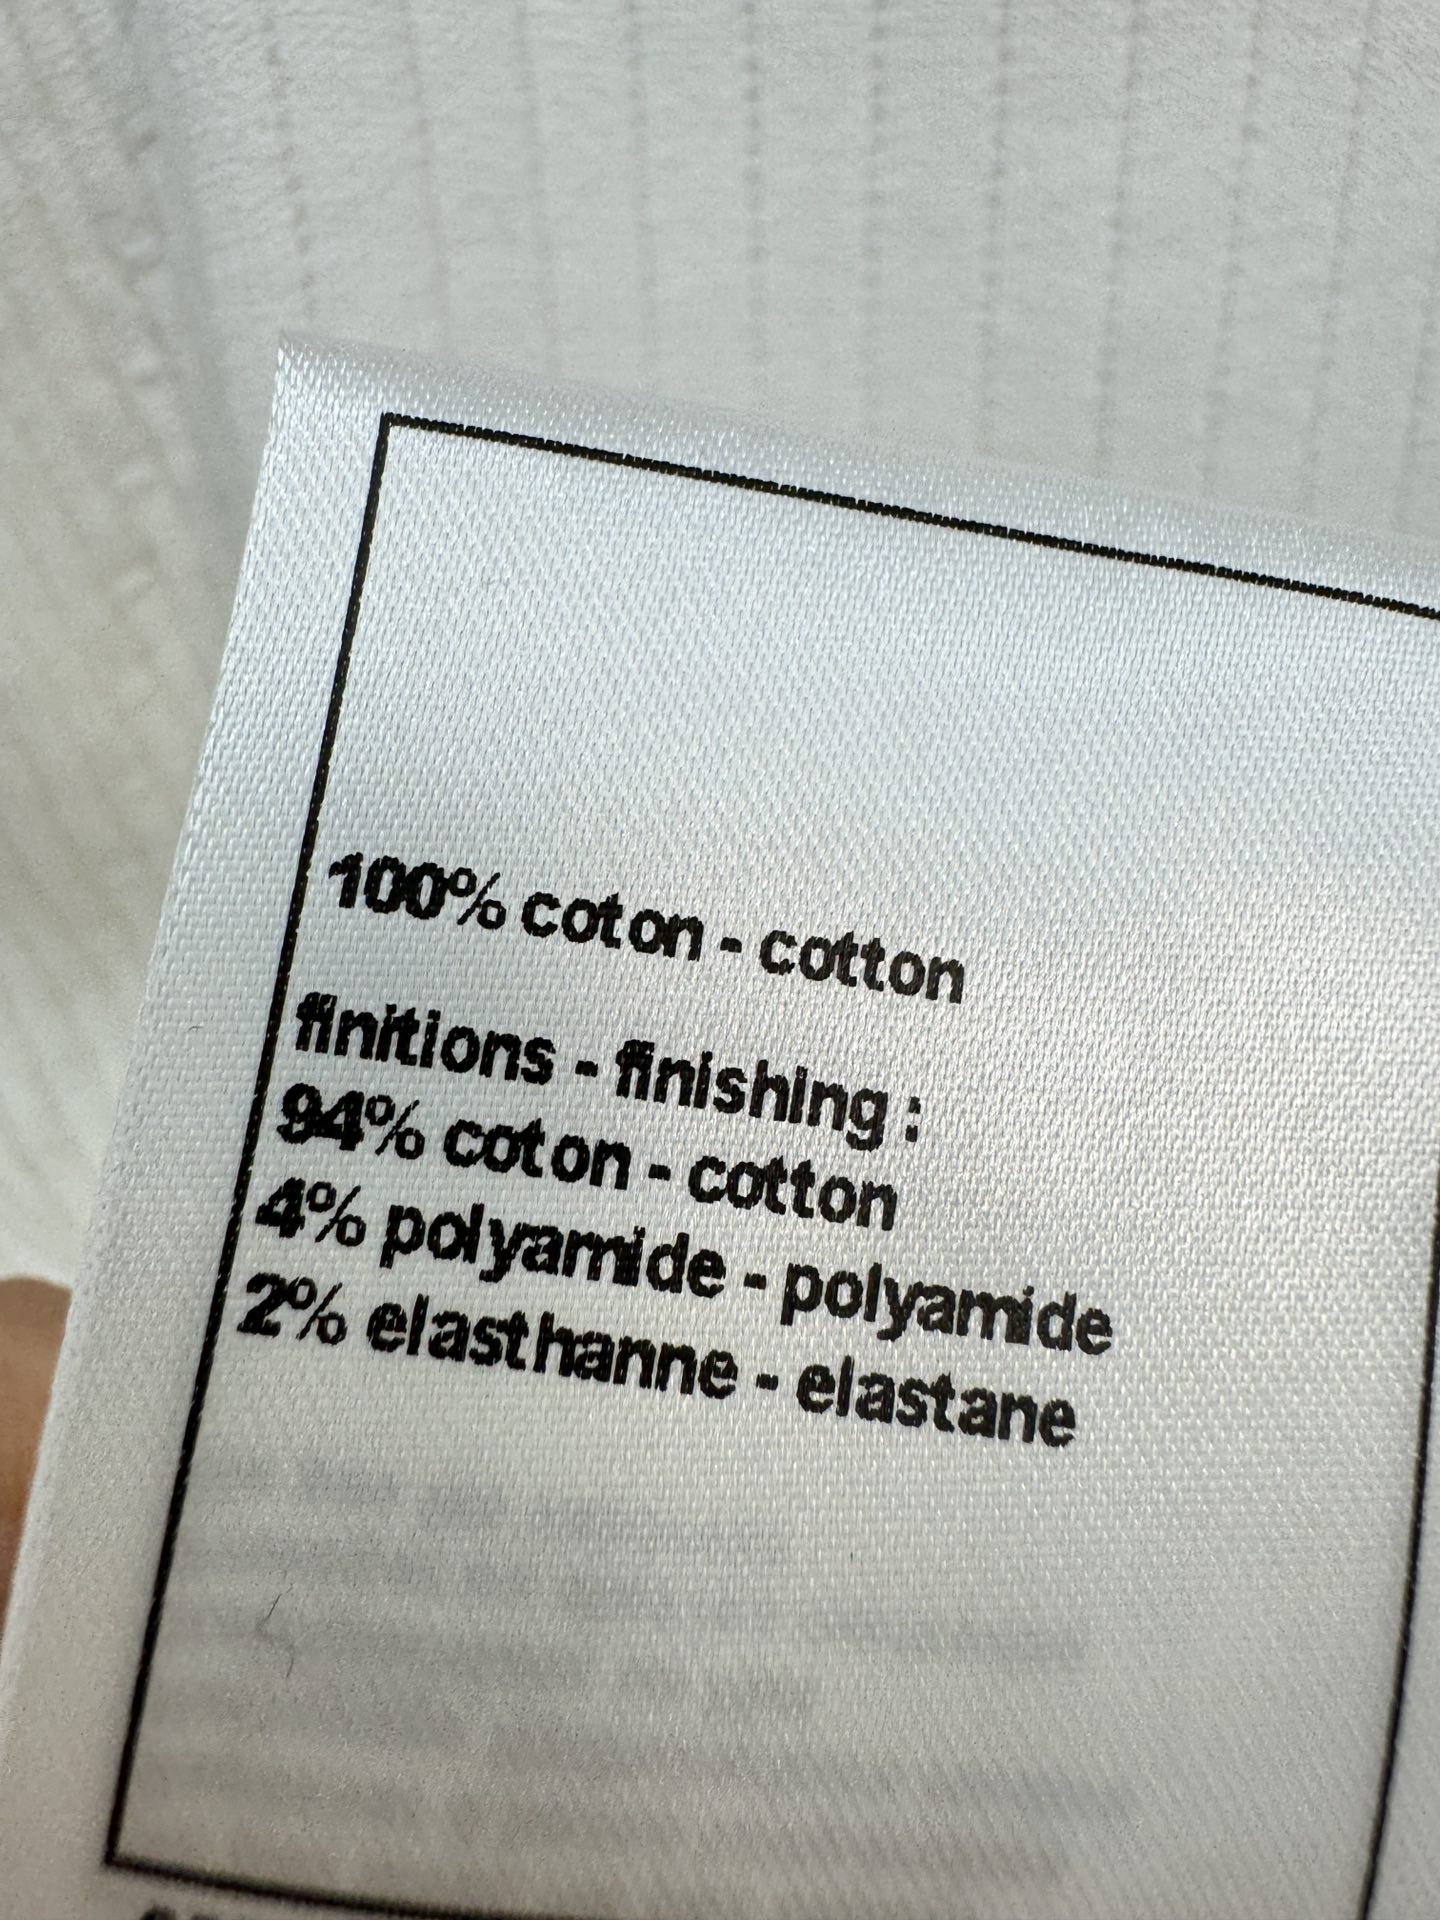 100% coton - cotton
finitions - finishing :
94% coton - cotton
4% polyamide - polyamide
2% elasthanne - elastane